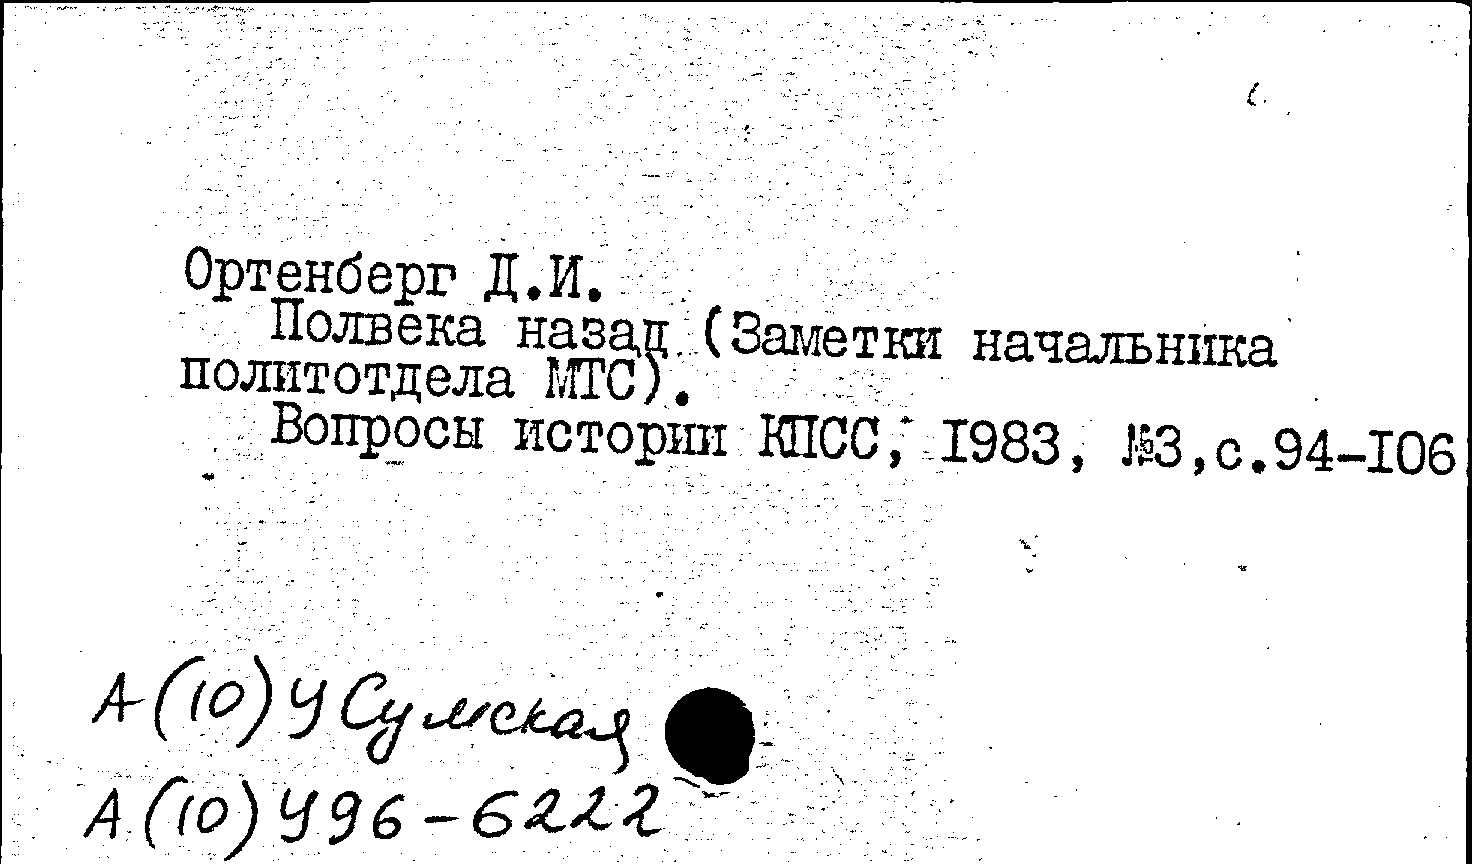 Ортенберг Д.И.
Полвека назад (Заметки начальника
политотдела МТС).
Вопросы истории КПСС, 1983, №3,с.94-106
А(10)У Сумская
А(10)У96-6222